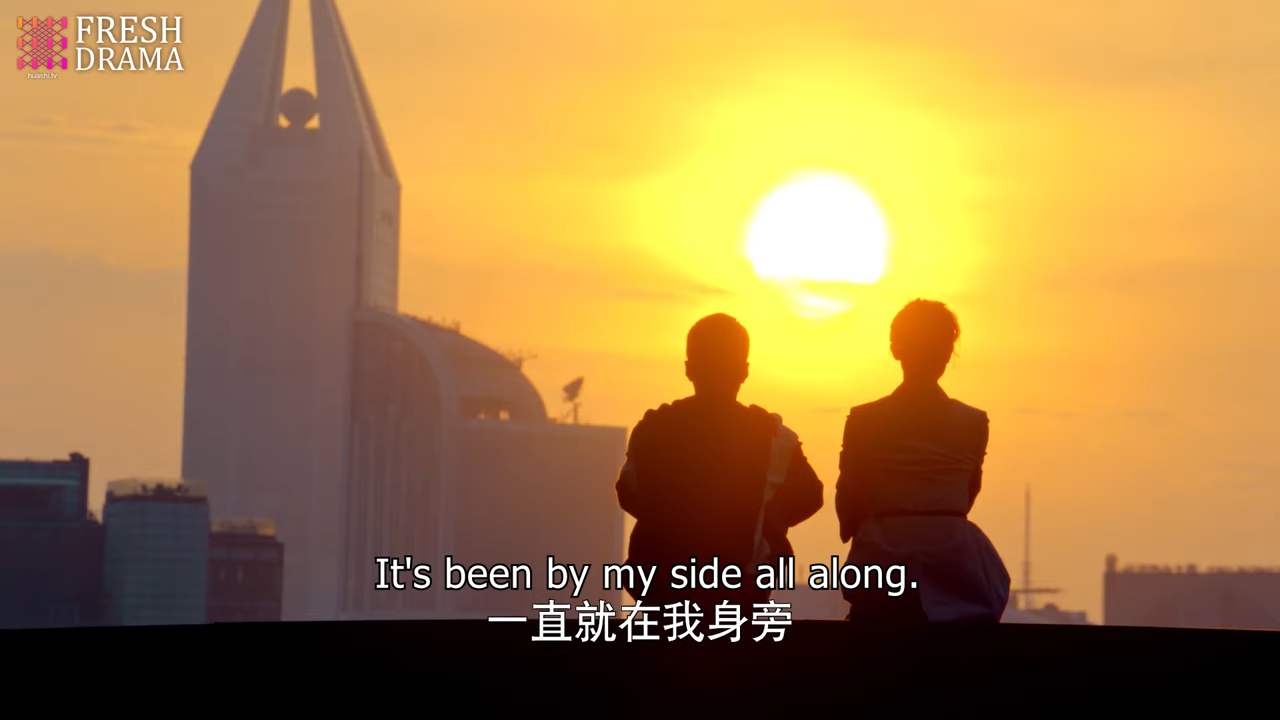 FRESH
DRAMA
huashi.tv
It's been by my side all along.
一直就在我身旁